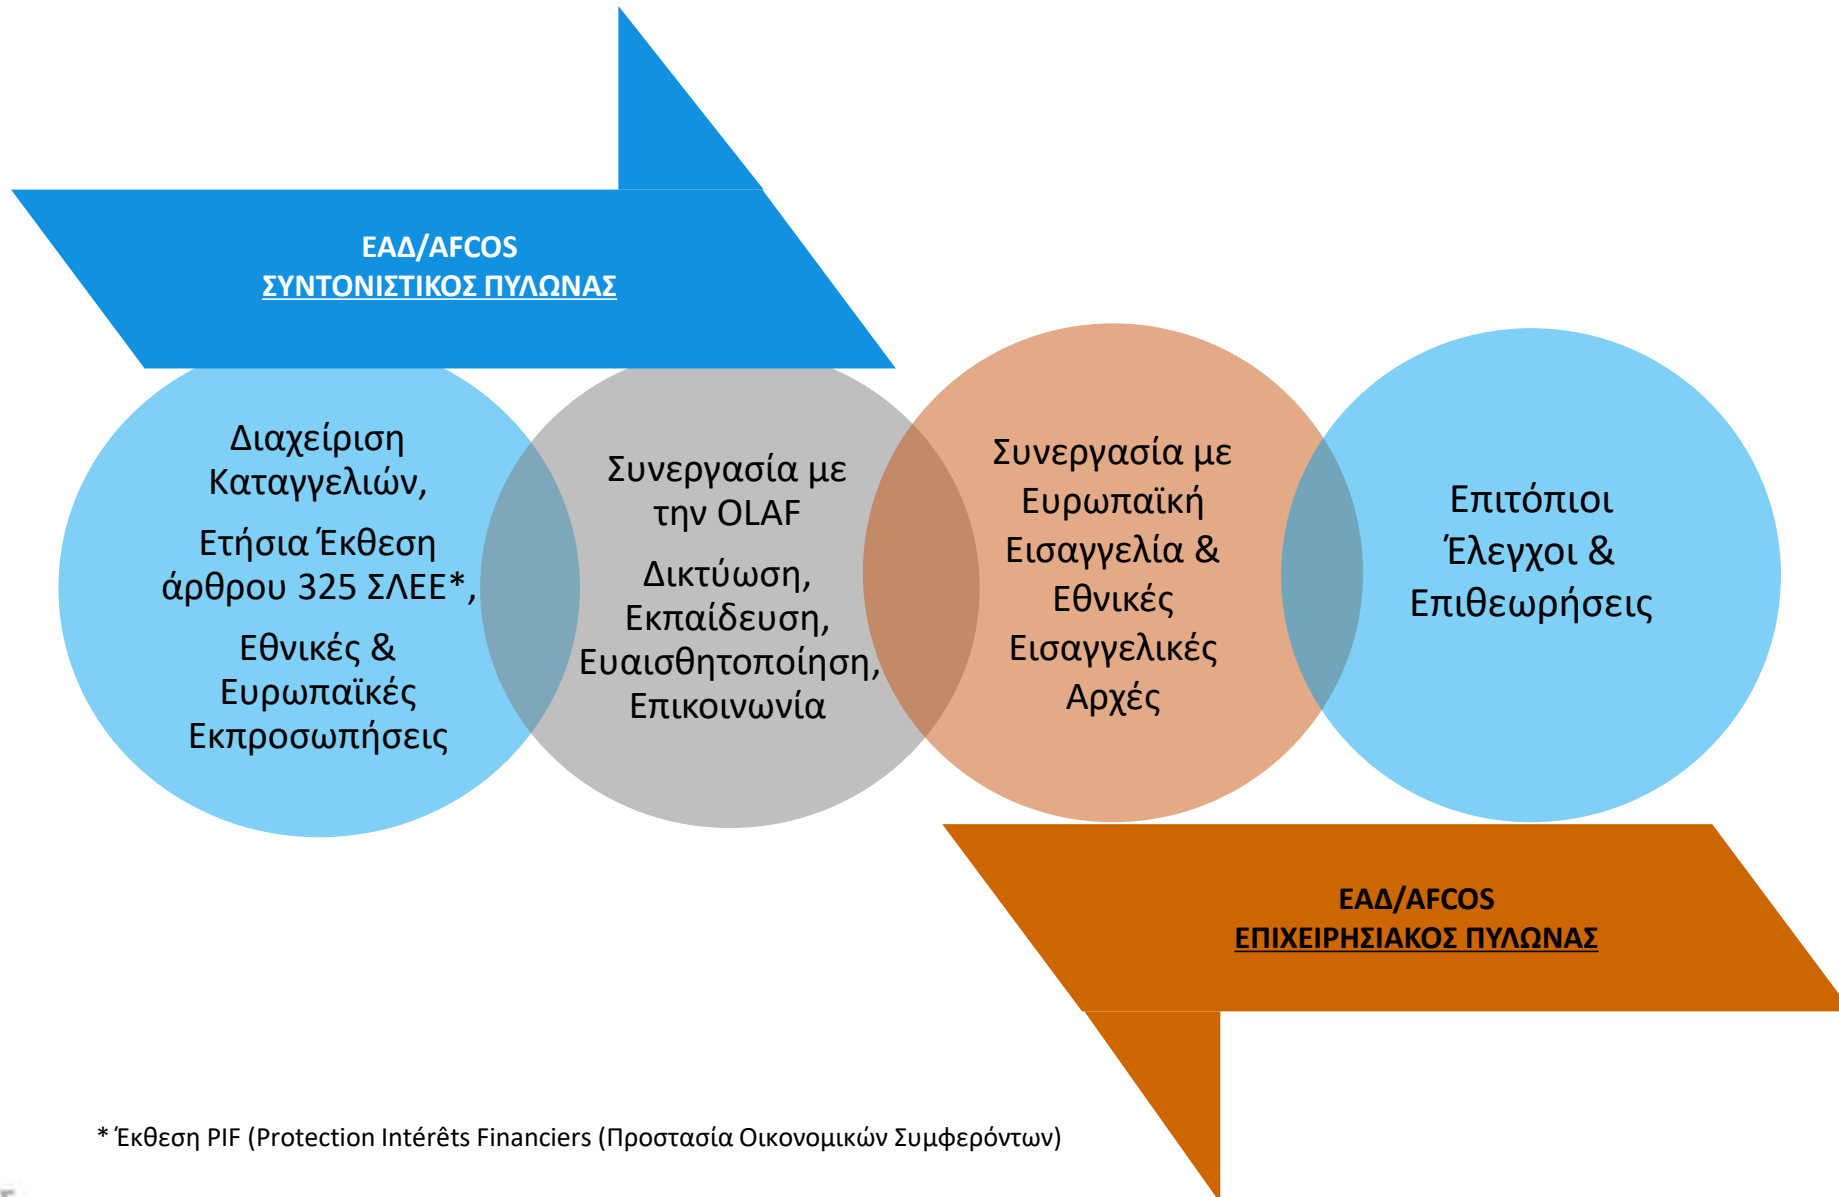 ΕΑΔ/AFCOS
ΣΥΝΤΟΝΙΣΤΙΚΟΣ ΠΥΛΩΝΑΣ
Διαχείριση
Καταγγελιών,
Ετήσια Έκθεση
άρθρου 325 ΣΛΕΕ*,
Εθνικές &
Ευρωπαϊκές
Εκπροσωπήσεις
Συνεργασία με
την OLAF
Δικτύωση,
Εκπαίδευση,
Ευαισθητοποίηση,
Επικοινωνία
Συνεργασία με
Ευρωπαϊκή
Εισαγγελία &
Εθνικές
Εισαγγελικές
Αρχές
Επιτόπιοι
Έλεγχοι &
Επιθεωρήσεις
ΕΑΔ/AFCOS
ΕΠΙΧΕΙΡΗΣΙΑΚΟΣ ΠΥΛΩΝΑΣ
* Έκθεση PIF (Protection Intérêts Financiers (Προστασία Οικονομικών Συμφερόντων)